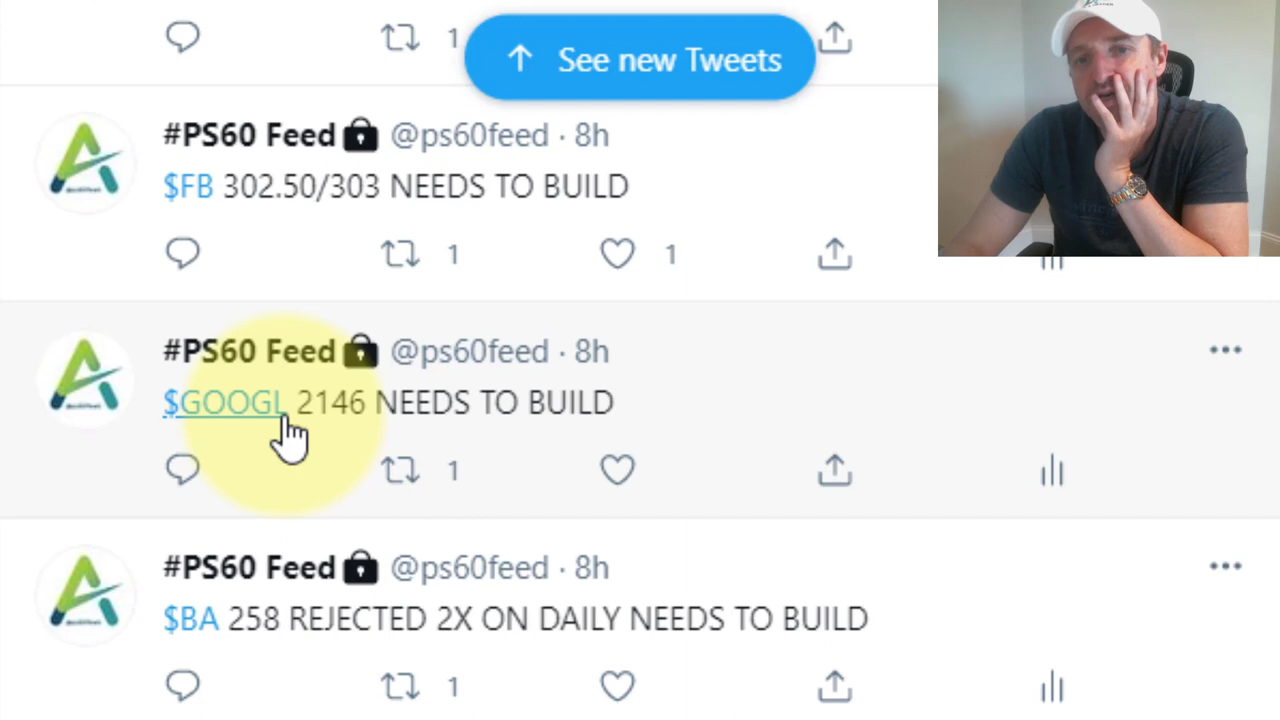 1
See new Tweets
#PS60 Feed @ps60feed · 8h
$FB 302.50/303 NEEDS TO BUILD
1 1
#PS60 Feed @ps60feed · 8h
$GOOGL 2146 NEEDS TO BUILD
1
#PS60 Feed @ps60feed · 8h
$BA 258 REJECTED 2X ON DAILY NEEDS TO BUILD
1